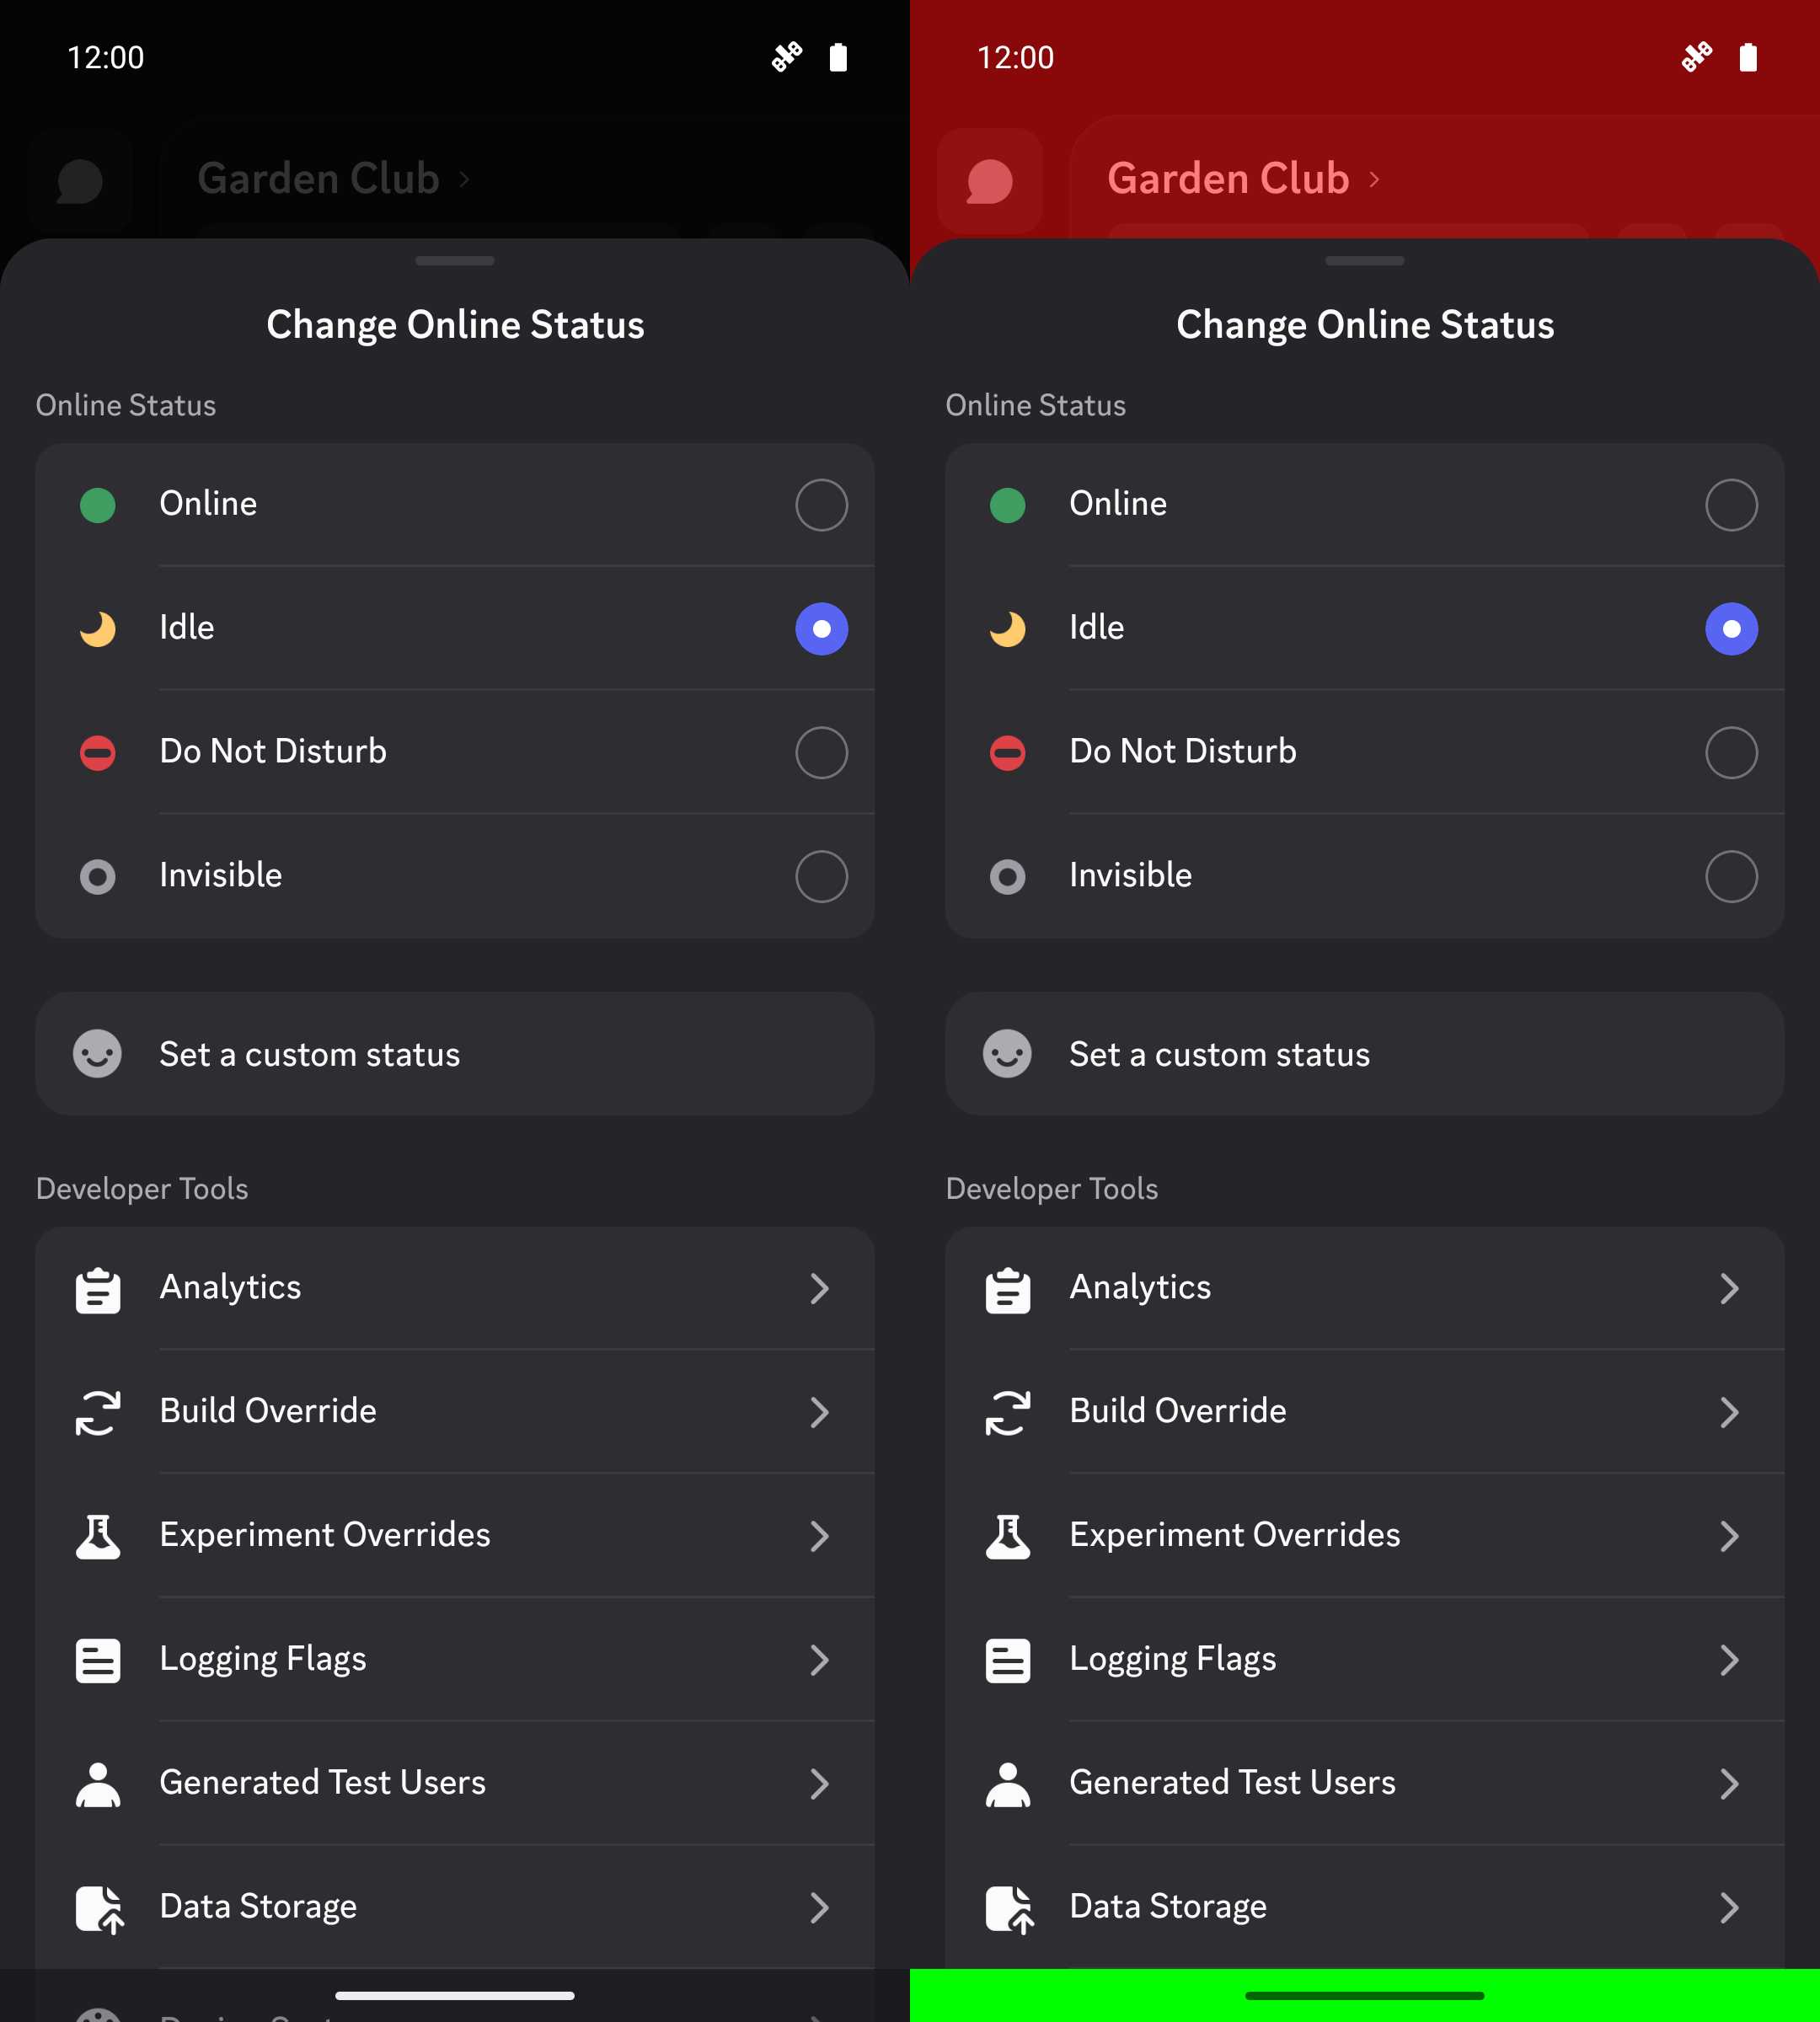 12:00
Garden Club
Change Online Status
Online Status
Online
Idle
Do Not Disturb
Invisible
Set a custom status
Developer Tools
Analytics
Build Override
Experiment Overrides
Logging Flags
Generated Test Users
Data Storage
12:00
Garden Club
Change Online Status
Online Status
Online
Idle
Do Not Disturb
Invisible
Set a custom status
Developer Tools
Analytics
Build Override
Experiment Overrides
Logging Flags
Generated Test Users
Data Storage